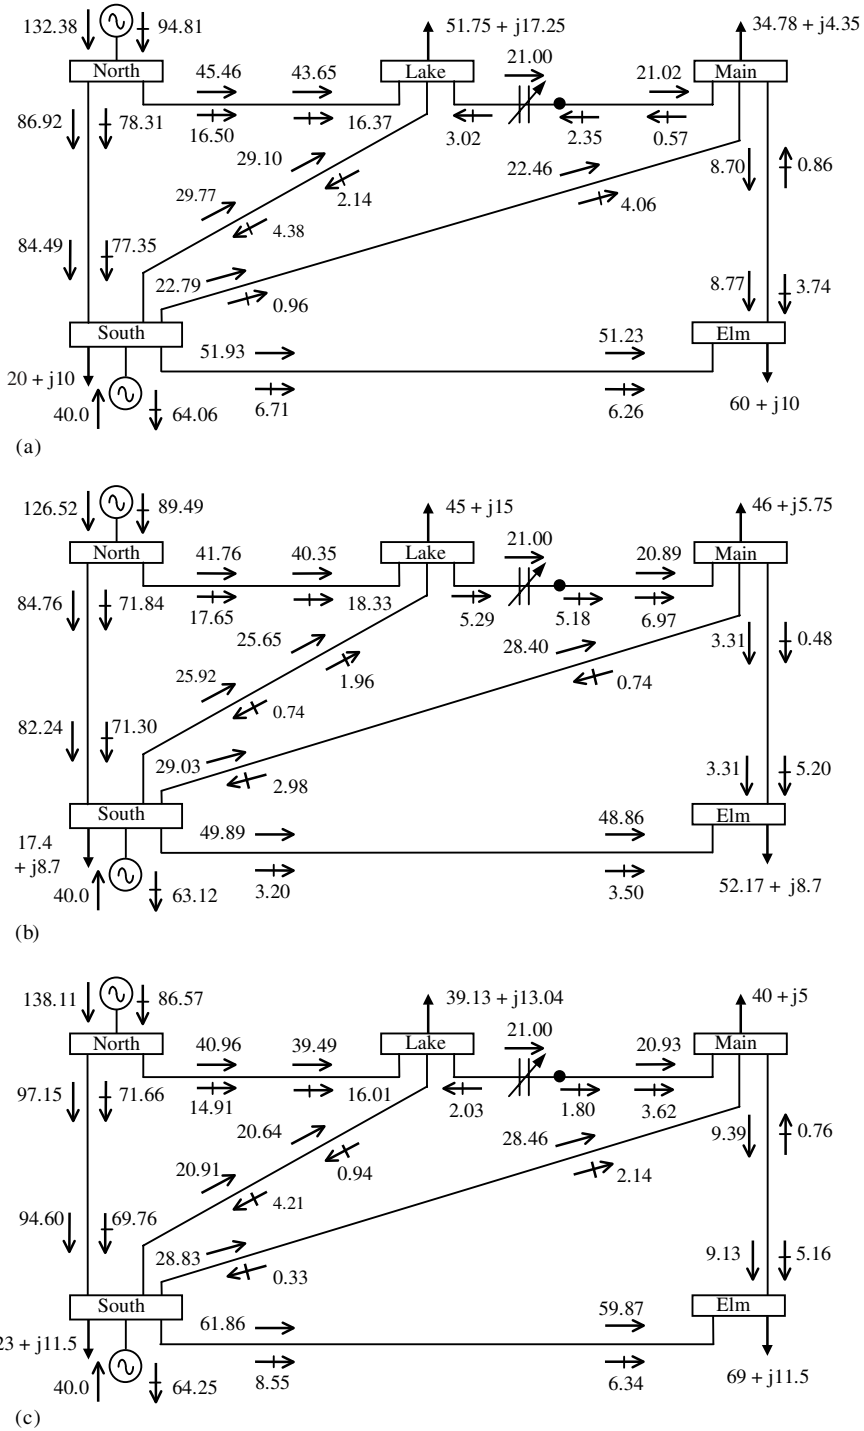 132.38 94.81 51.75 + j17.25 34.78 + j4.35
North 45.46 43.65 Lake 21.00 21.02 Main
86.92 78.31 16.50 16.37 3.02 2.35 0.57
29.10 22.46 8.70 0.86
29.77 2.14 4.06
84.49 77.35 4.38 8.77 3.74
22.79 0.96
South 51.93 51.23 Elm
20 + j10 6.71 6.26 60 + j10
40.0 64.06
(a)
126.52 89.49 45 + j15 46 + j5.75
North 41.76 40.35 Lake 21.00 20.89 Main
84.76 71.84 17.65 18.33 5.29 5.18 6.97
25.65 28.40 3.31 0.48
25.92 1.96 0.74
82.24 71.30 0.74 3.31 5.20
29.03 2.98
South 49.89 48.86 Elm
17.4
+ j8.7 3.20 3.50 52.17 + j8.7
40.0 63.12
(b)
138.11 86.57 39.13 + j13.04 40 + j5
North 40.96 39.49 Lake 21.00 20.93 Main
97.15 71.66 14.91 16.01 2.03 1.80 3.62
20.64 28.46 9.39 0.76
20.91 0.94 2.14
94.60 69.76 4.21 9.13 5.16
28.83 0.33
South 61.86 59.87 Elm
23 + j11.5 8.55 6.34 69 + j11.5
40.0 64.25
(c)